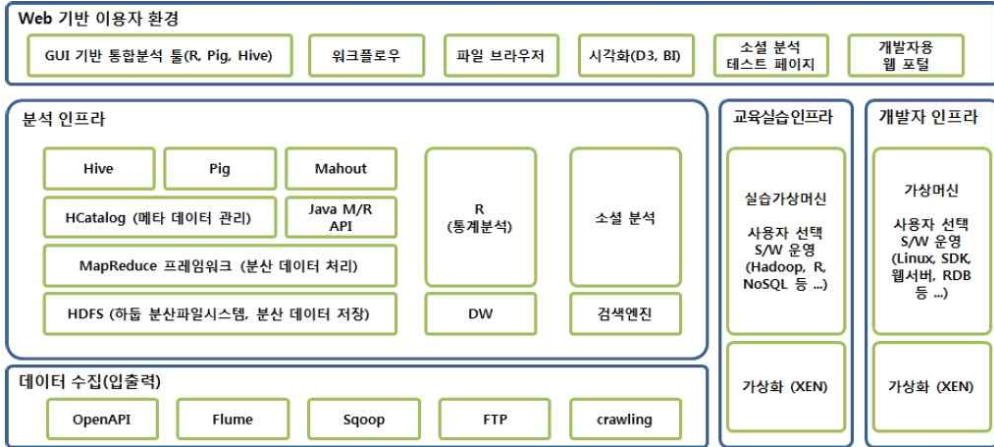 Web 기반 이용자 환경
GUI 기반 통합분석 툴(R, Pig, Hive)
워크플로우
파일 브라우저
시각화(D3, BI)
소셜 분석
테스트 페이지
개발자용
웹 포털
분석 인프라
Hive
Pig
Mahout
HCatalog (메타 데이터 관리)
Java M/R
API
MapReduce 프레임워크 (분산 데이터 처리)
HDFS (하둡 분산파일시스템, 분산 데이터 저장)
R
(통계분석)
DW
소셜 분석
검색엔진
교육실습인프라
실습가상머신
사용자 선택
S/W 운영
(Hadoop, R,
NoSQL 등 ...)
가상화 (XEN)
개발자 인프라
가상머신
사용자 선택
S/W 운영
(Linux, SDK,
웹서버, RDB
등 ...)
가상화 (XEN)
데이터 수집(입출력)
OpenAPI
Flume
Sqoop
FTP
crawling